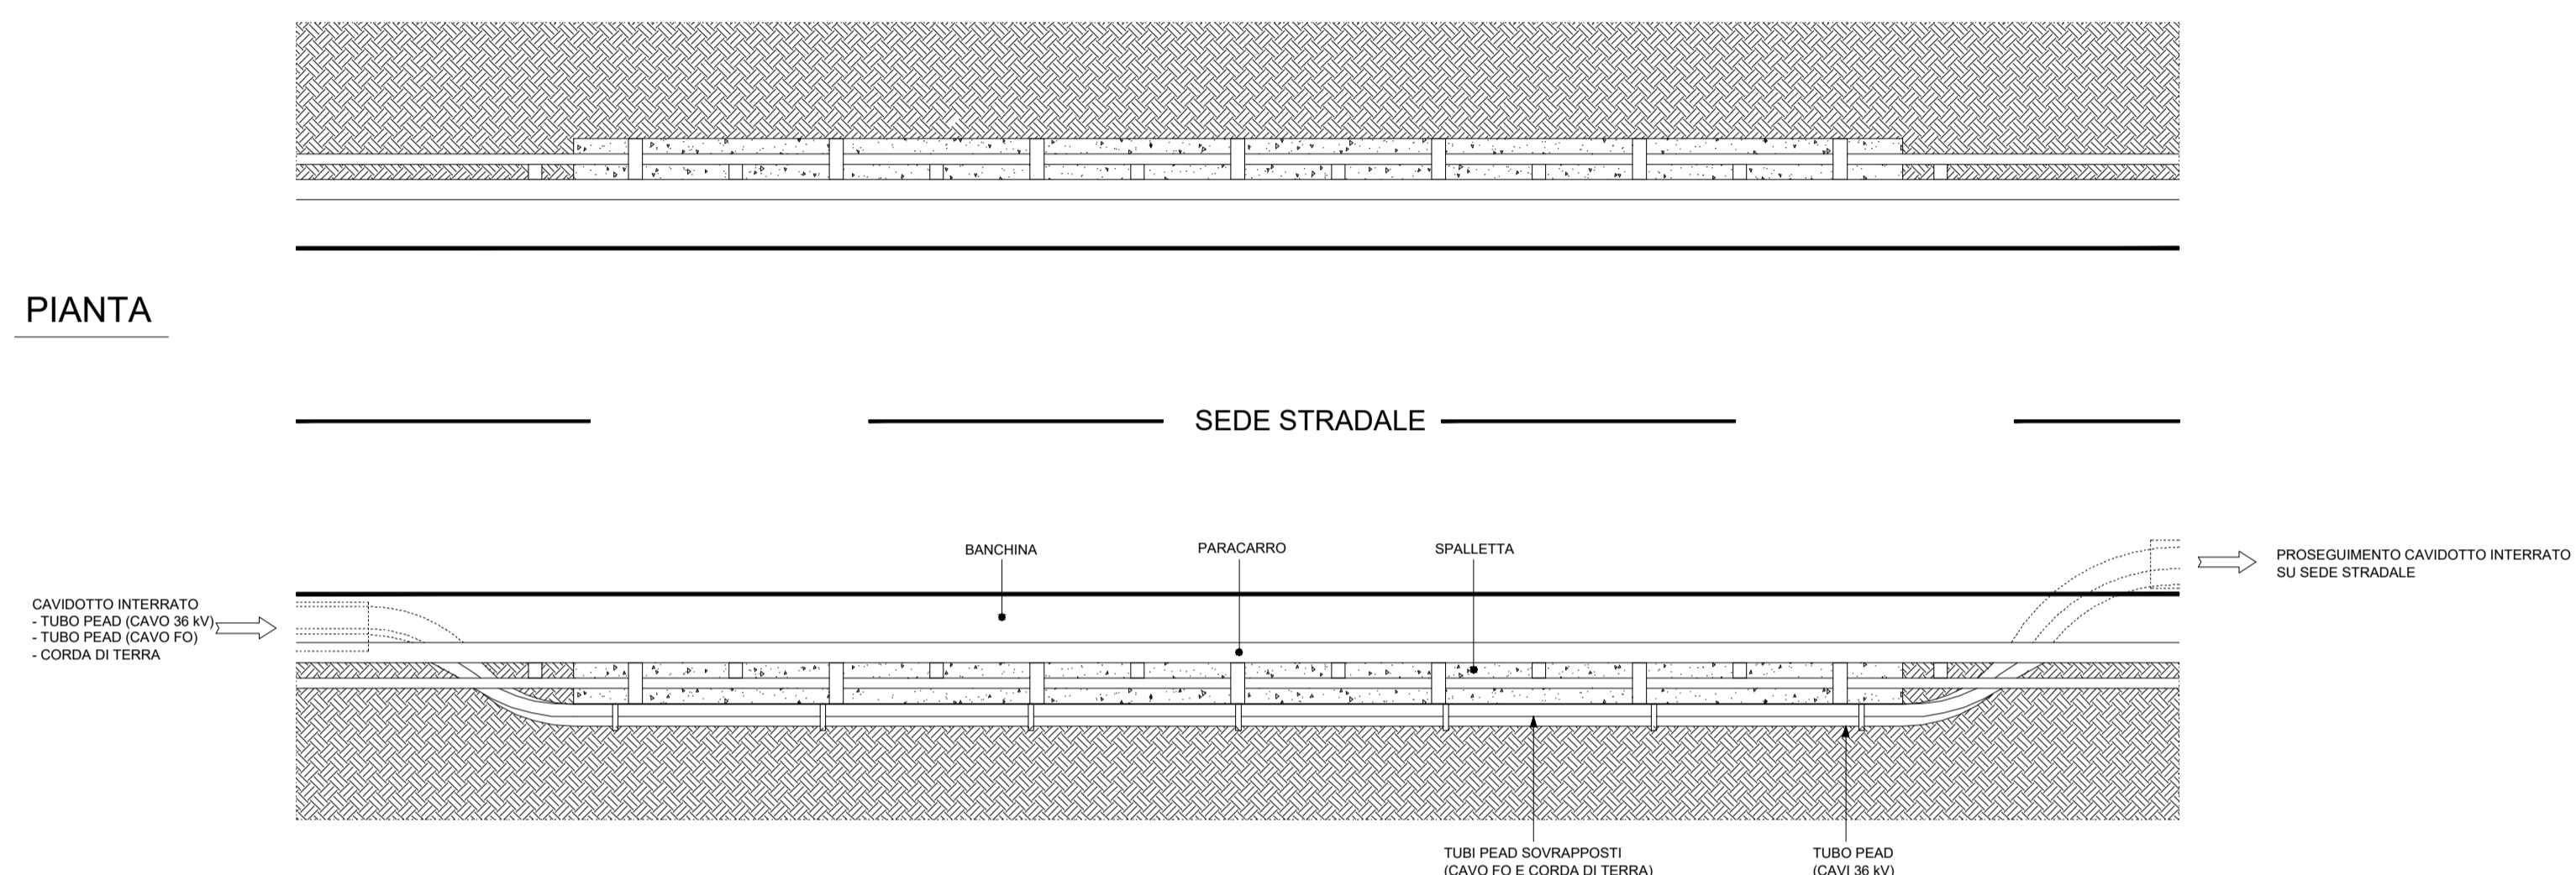 PIANTA
SEDE STRADALE
BANCHINA
PARACARRO
SPALLETTA
PROSEGUIMENTO CAVIDOTTO INTERRATO
SU SEDE STRADALE
CAVIDOTTO INTERRATO
- TUBO PEAD (CAVO 36 kV)
- TUBO PEAD (CAVO FO)
- CORDA DI TERRA
TUBI PEAD SOVRAPPOSTI
(CAVO FO E CORDA DI TERRA)
TUBO PEAD
(CAVI 36 kV)